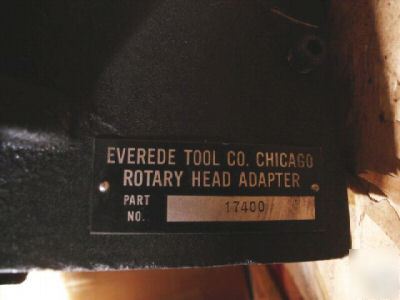 EVEREDE TOOL CO. CHICAGO
ROTARY HEAD ADAPTER
PART NO. 17400